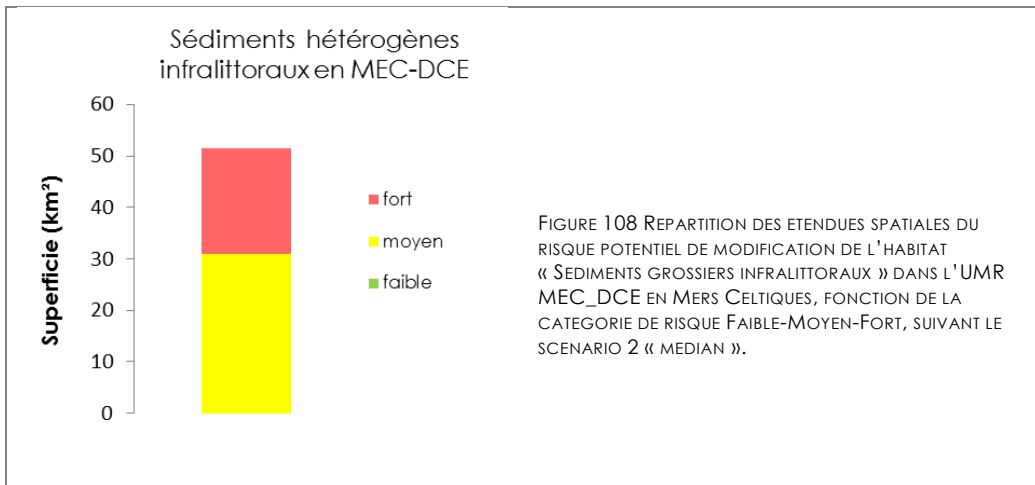 Sédiments hétérogènes
infralittoraux en MEC-DCE
60
50
40
30
20
10
0
Superficie (km²)
fort
moyen
faible
FIGURE 108 REPARTITION DES ETENDUES SPATIALES DU
RISQUE POTENTIEL DE MODIFICATION DE L’HABITAT
« SEDIMENTS GROSSIERS INFRALITTORAUX » DANS L’UMR
MEC_DCE EN MERS CELTIQUES, FONCTION DE LA
CATEGORIE DE RISQUE FAIBLE-MOYEN-FORT, SUIVANT LE
SCENARIO 2 « MEDIAN ».